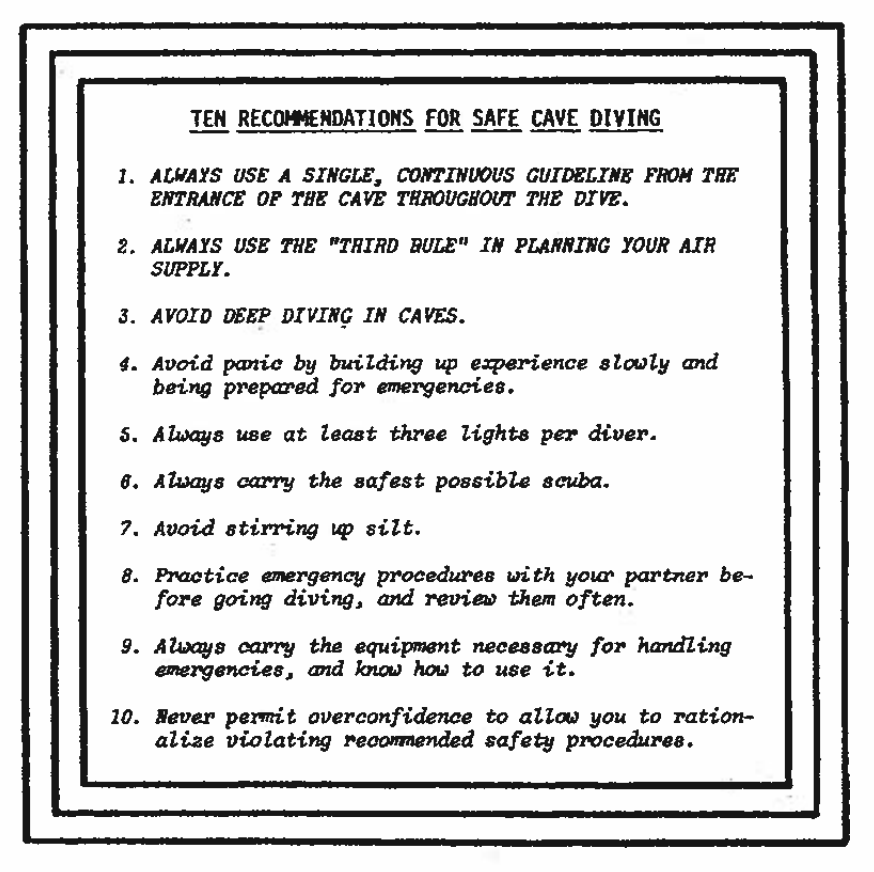 TEN RECOMMENDATIONS FOR SAFE CAVE DIVING
1. ALWAYS USE A SINGLE, CONTINUOUS GUIDELINE FROM THE
ENTRANCE OF THE CAVE THROUGHOUT THE DIVE.
2. ALWAYS USE THE "THIRD RULE" IN PLANNING YOUR AIR
SUPPLY.
3. AVOID DEEP DIVING IN CAVES.
4. Avoid panic by building up experience slowly and
being prepared for emergencies.
5. Always use at least three lights per diver.
6. Always carry the safest possible scuba.
7. Avoid stirring up silt.
8. Practice emergency procedures with your partner be-
fore going diving, and review them often.
9. Always carry the equipment necessary for handling
emergencies, and know how to use it.
10. Never permit overconfidence to allow you to ration-
alize violating recommended safety procedures.